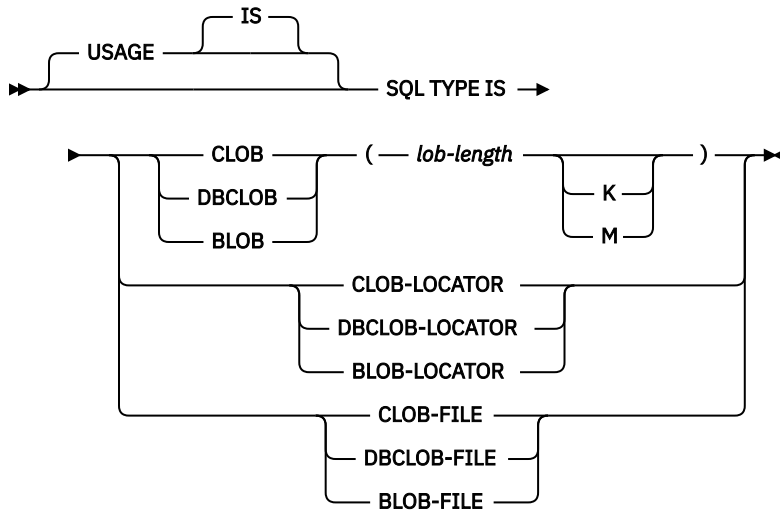 IS
USAGE
SQL TYPE IS
CLOB ( lob-length )
DBCLOB K
BLOB M
CLOB-LOCATOR
DBCLOB-LOCATOR
BLOB-LOCATOR
CLOB-FILE
DBCLOB-FILE
BLOB-FILE